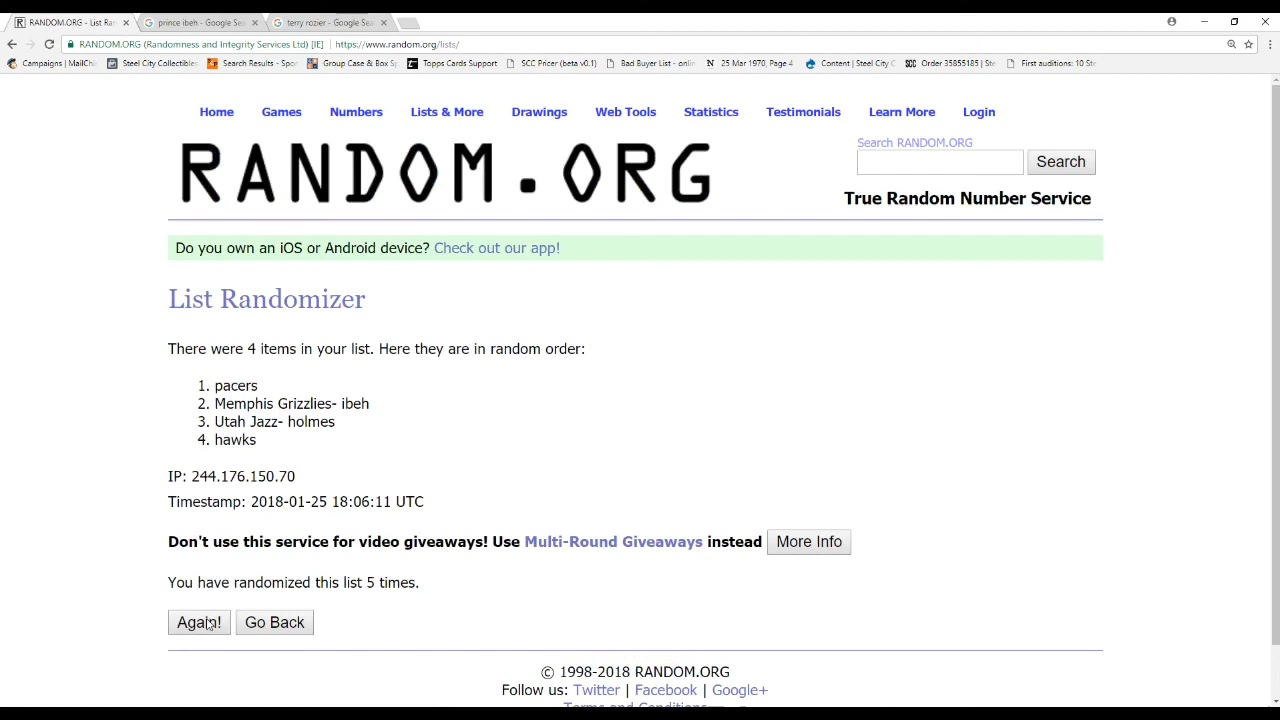 RANDOM.ORG - List Ran
prince ibeh - Google Sea
terry rozier - Google Sea
RANDOM.ORG (Randomness and Integrity Services Ltd) [IE] https://www.random.org/lists/
Campaigns | MailChi Steel City Collectibles Search Results - Spo Group Case & Box Sp Topps Cards Support SCC Pricer (beta v0.1) Bad Buyer List - onlin 25 Mar 1970, Page 4 Content | Steel City C Order 35855185 | Ste First auditions: 10 Ste
Home Games Numbers Lists & More Drawings Web Tools Statistics Testimonials Learn More Login
RANDOM.ORG
Search RANDOM.ORG
Search
True Random Number Service
Do you own an iOS or Android device? Check out our app!
List Randomizer
There were 4 items in your list. Here they are in random order:
1. pacers
2. Memphis Grizzlies- ibeh
3. Utah Jazz- holmes
4. hawks
IP: 244.176.150.70
Timestamp: 2018-01-25 18:06:11 UTC
Don't use this service for video giveaways! Use Multi-Round Giveaways instead More Info
You have randomized this list 5 times.
Again! Go Back
© 1998-2018 RANDOM.ORG
Follow us: Twitter | Facebook | Google+
Terms and Conditions